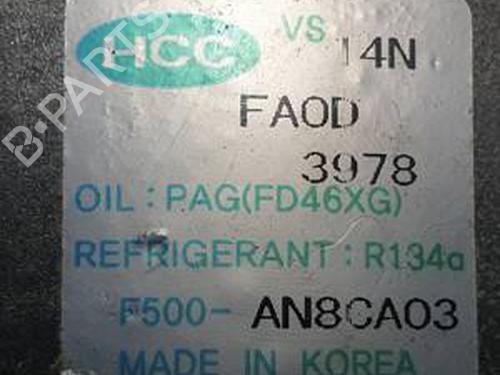 HCC VS 14N
FA0D
3978
OIL : PAG(FD46XG)
REFRIGERANT : R134a
F500- AN8CA03
MADE IN KOREA
B-PARTS